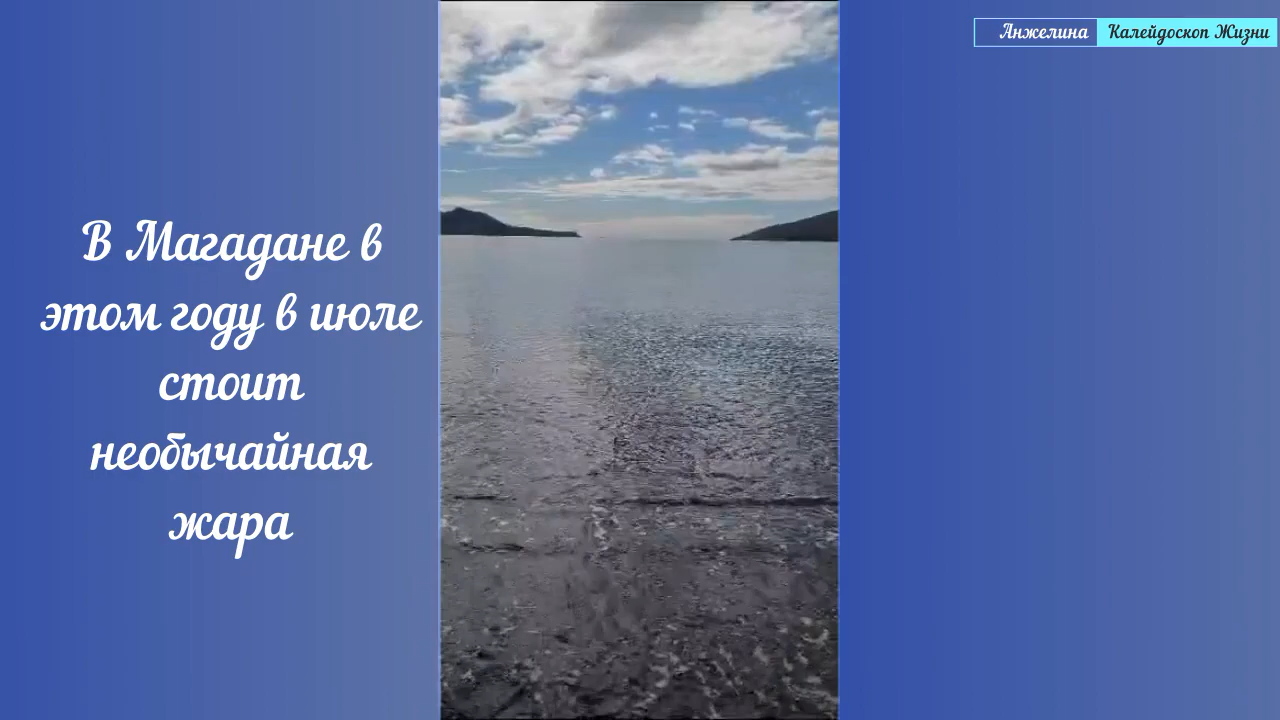 Анжелина Калейдоскоп Жизни
В Магадане в
этом году в июле
стоит
необычайная
жара